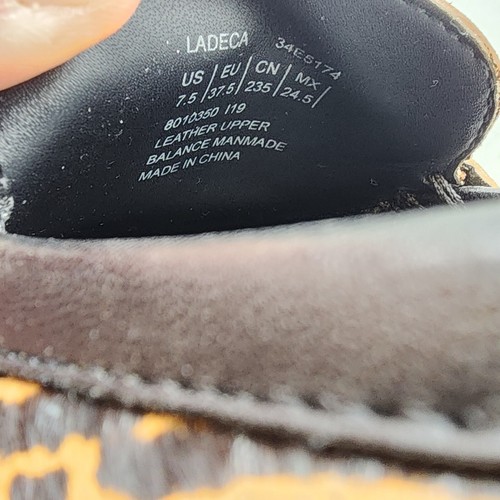 LADECA 34E5174
US EU CN MX
7.5 37.5 235 24.5
8010350 I19
LEATHER UPPER
BALANCE MANMADE
MADE IN CHINA